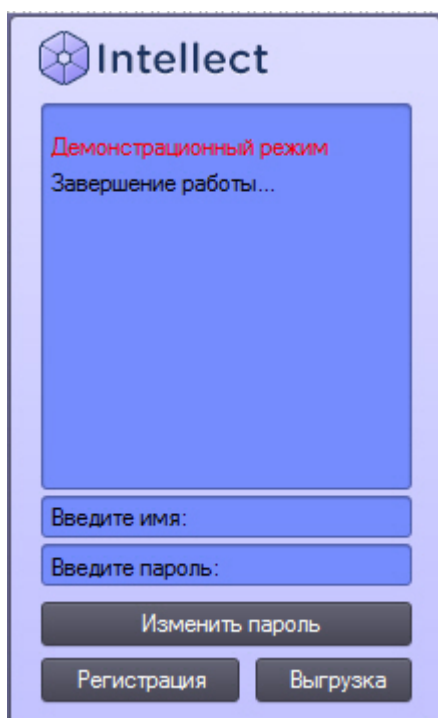 Intellect
Демонстрационный режим
Завершение работы...
Введите имя:
Введите пароль:
Изменить пароль
Регистрация
Выгрузка